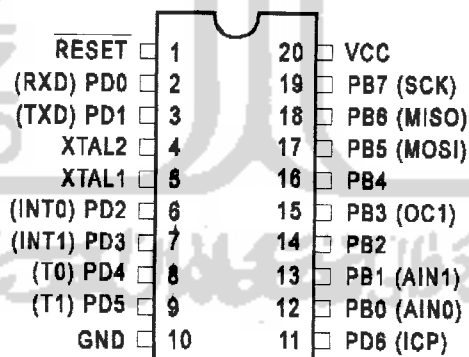 RESET 1 20 VCC
(RXD) PD0 2 19 PB7 (SCK)
(TXD) PD1 3 18 PB6 (MISO)
XTAL2 4 17 PB5 (MOSI)
XTAL1 5 16 PB4
(INT0) PD2 6 15 PB3 (OC1)
(INT1) PD3 7 14 PB2
(T0) PD4 8 13 PB1 (AIN1)
(T1) PD5 9 12 PB0 (AIN0)
GND 10 11 PD6 (ICP)